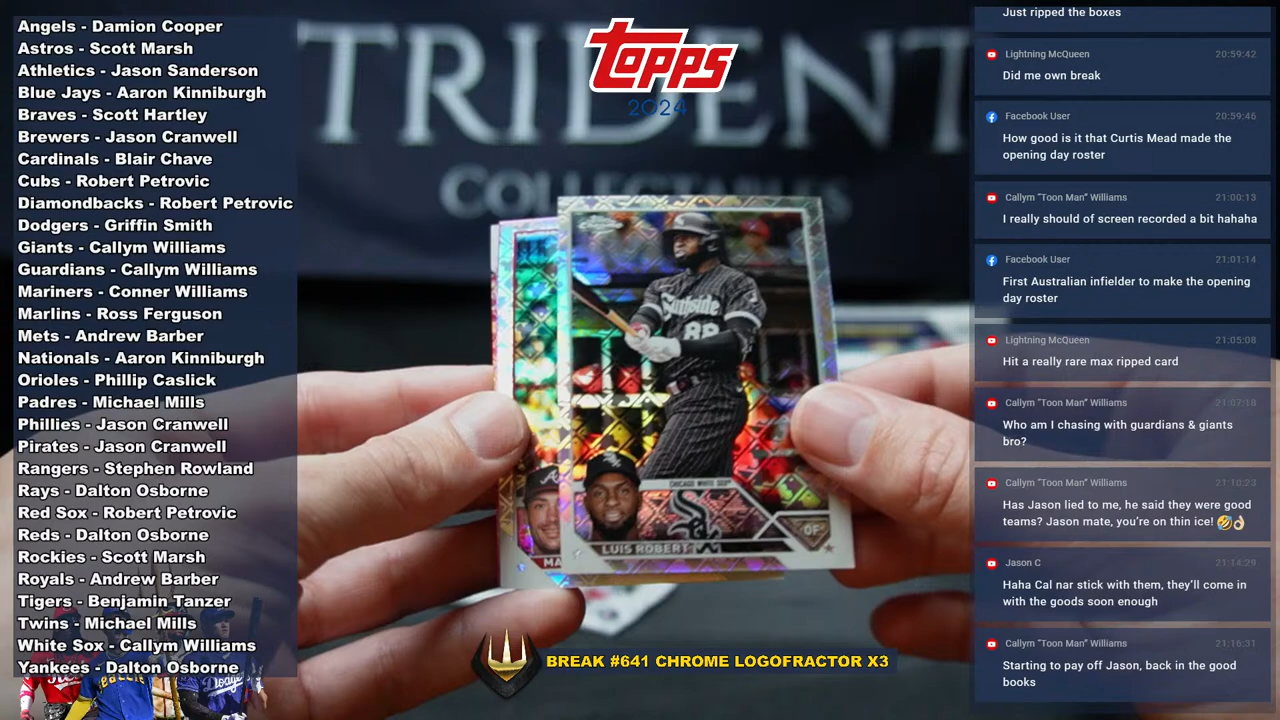 Angels - Damion Cooper
Astros - Scott Marsh
Athletics - Jason Sanderson
Blue Jays - Aaron Kinniburgh
Braves - Scott Hartley
Brewers - Jason Cranwell
Cardinals - Blair Chave
Cubs - Robert Petrovic
Diamondbacks - Robert Petrovic
Dodgers - Griffin Smith
Giants - Callym Williams
Guardians - Callym Williams
Mariners - Conner Williams
Marlins - Ross Ferguson
Mets - Andrew Barber
Nationals - Aaron Kinniburgh
Orioles - Phillip Caslick
Padres - Michael Mills
Phillies - Jason Cranwell
Pirates - Jason Cranwell
Rangers - Stephen Rowland
Rays - Dalton Osborne
Red Sox - Robert Petrovic
Reds - Dalton Osborne
Rockies - Scott Marsh
Royals - Andrew Barber
Tigers - Benjamin Tanzer
Twins - Michael Mills
White Sox - Callym Williams
Yankees - Dalton Osborne
TRIDENT
COLLECTABLES
Topps
2024
Southside
88
CHICAGO WHITE SOX
SOX
OF
LUIS ROBERT
MA
BREAK #641 CHROME LOGOFRACTOR X3
Just ripped the boxes
Lightning McQueen 20:59:42
Did me own break
Facebook User 20:59:46
How good is it that Curtis Mead made the
opening day roster
Callym "Toon Man" Williams 21:00:13
I really should of screen recorded a bit hahaha
Facebook User 21:01:14
First Australian infielder to make the opening
day roster
Lightning McQueen 21:05:08
Hit a really rare max ripped card
Callym "Toon Man" Williams 21:07:18
Who am I chasing with guardians & giants
bro?
Callym "Toon Man" Williams 21:10:23
Has Jason lied to me, he said they were good
teams? Jason mate, you're on thin ice! 🤣👌
Jason C 21:14:29
Haha Cal nar stick with them, they'll come in
with the goods soon enough
Callym "Toon Man" Williams 21:16:31
Starting to pay off Jason, back in the good
books